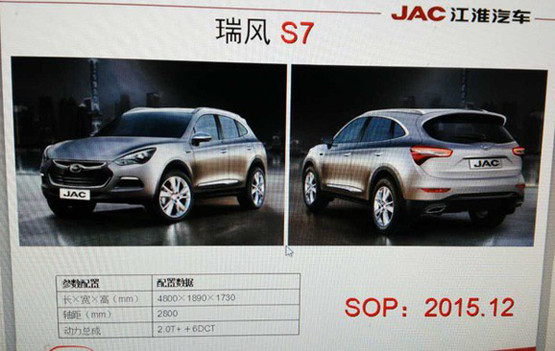 JAC 江淮汽车
瑞风 S7
JAC
JAC
参数配置 配置数据
长×宽×高（mm） 4800×1890×1730
轴距（mm） 2800
动力总成 2.0T++6DCT
SOP：2015.12